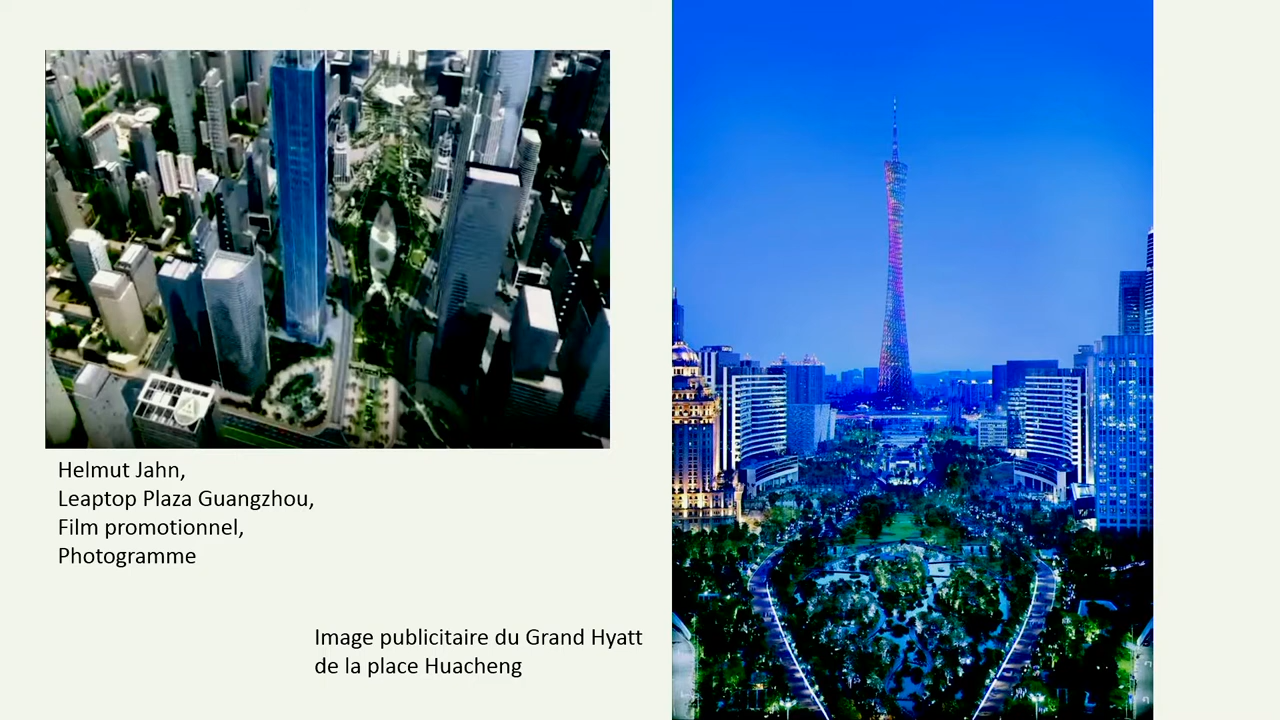 Helmut Jahn,
Leaptop Plaza Guangzhou,
Film promotionnel,
Photogramme
Image publicitaire du Grand Hyatt
de la place Huacheng